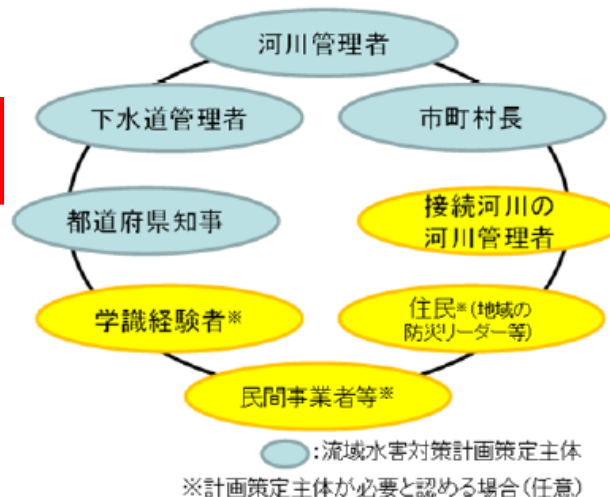 河川管理者
下水道管理者
市町村長
都道府県知事
接続河川の
河川管理者
学識経験者※
住民※(地域の
防災リーダー等)
民間事業者等※
:流域水害対策計画策定主体
※計画策定主体が必要と認める場合(任意)